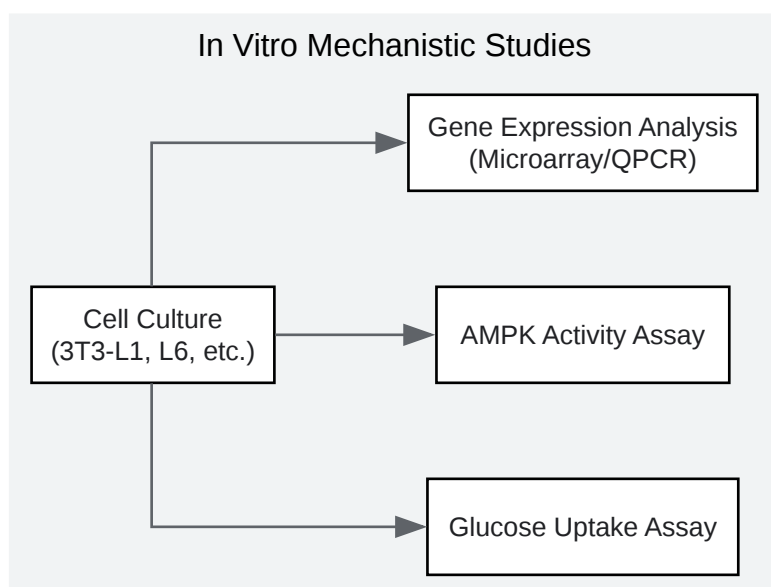 In Vitro Mechanistic Studies
Gene Expression Analysis
(Microarray/QPCR)
Cell Culture
(3T3-L1, L6, etc.)
AMPK Activity Assay
Glucose Uptake Assay